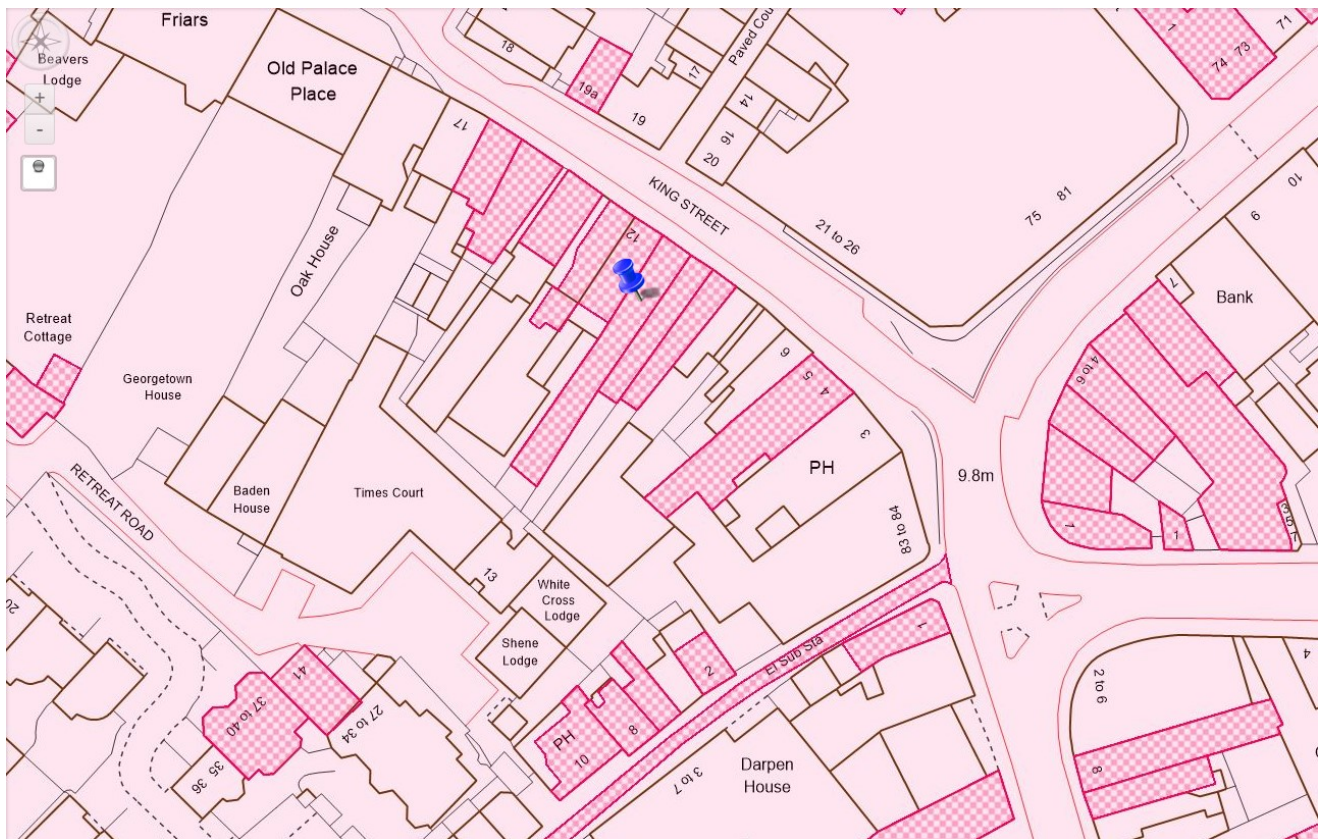 Friars
Beavers
Lodge
+
-
Old Palace
Place
18
19a
19
17
Paved Cou
14
16
20
1
71
74 73
17
KING STREET
12
21 to 26
75 81
10
9
7
Bank
Oak House
Retreat
Cottage
Georgetown
House
6
5
4
3
4 to 6
PH
9.8m
RETREAT ROAD
Baden
House
Times Court
83 to 84
1
1
13
White
Cross
Lodge
Shene
Lodge
El Sub Sta
1
2
20
41
37 to 40
27 to 34
35
36
PH
8
10
3 to 7
Darpen
House
2 to 6
4
8